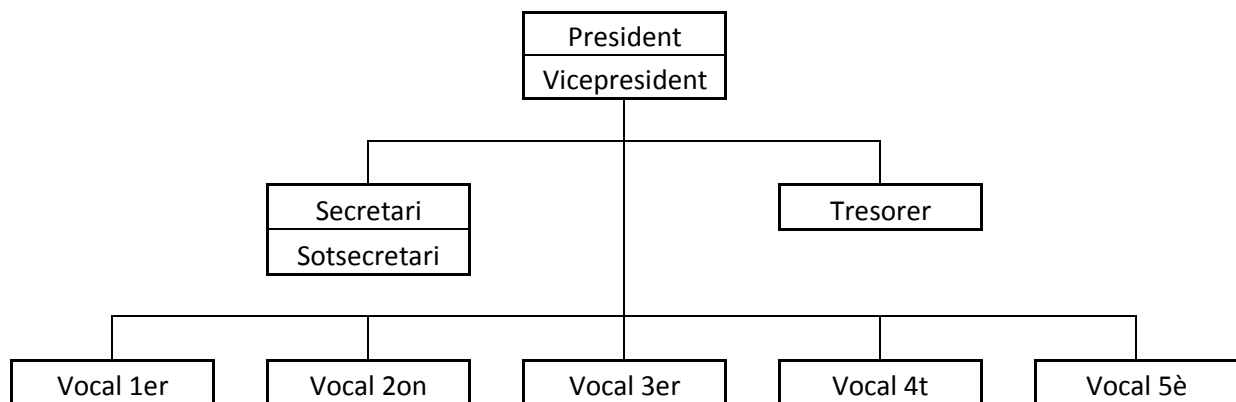 President
Vicepresident
Secretari
Sotsecretari
Tresorer
Vocal 1er
Vocal 2on
Vocal 3er
Vocal 4t
Vocal 5è